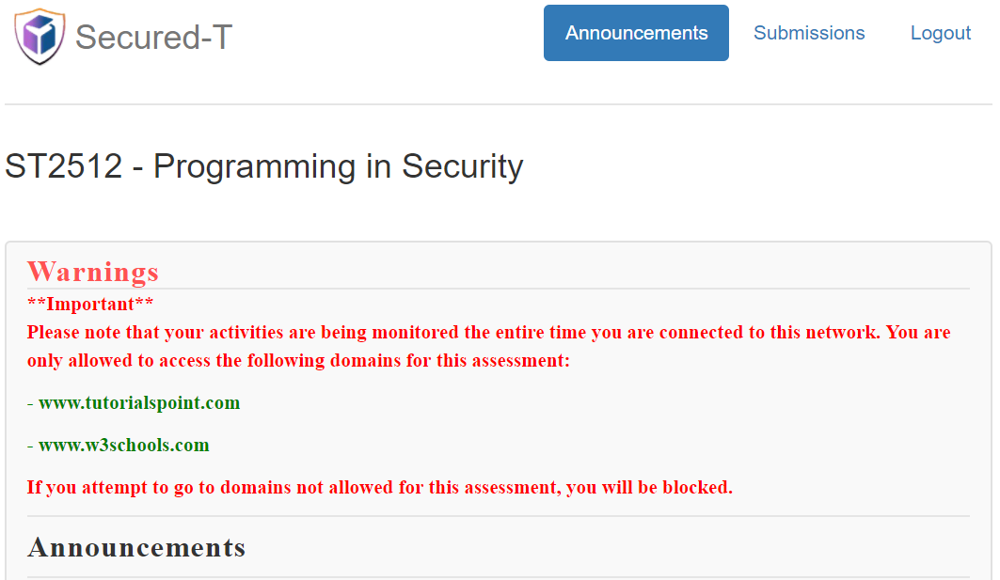 Secured-T
Announcements
Submissions
Logout
ST2512 - Programming in Security
Warnings
**Important**
Please note that your activities are being monitored the entire time you are connected to this network. You are
only allowed to access the following domains for this assessment:
- www.tutorialspoint.com
- www.w3schools.com
If you attempt to go to domains not allowed for this assessment, you will be blocked.
Announcements